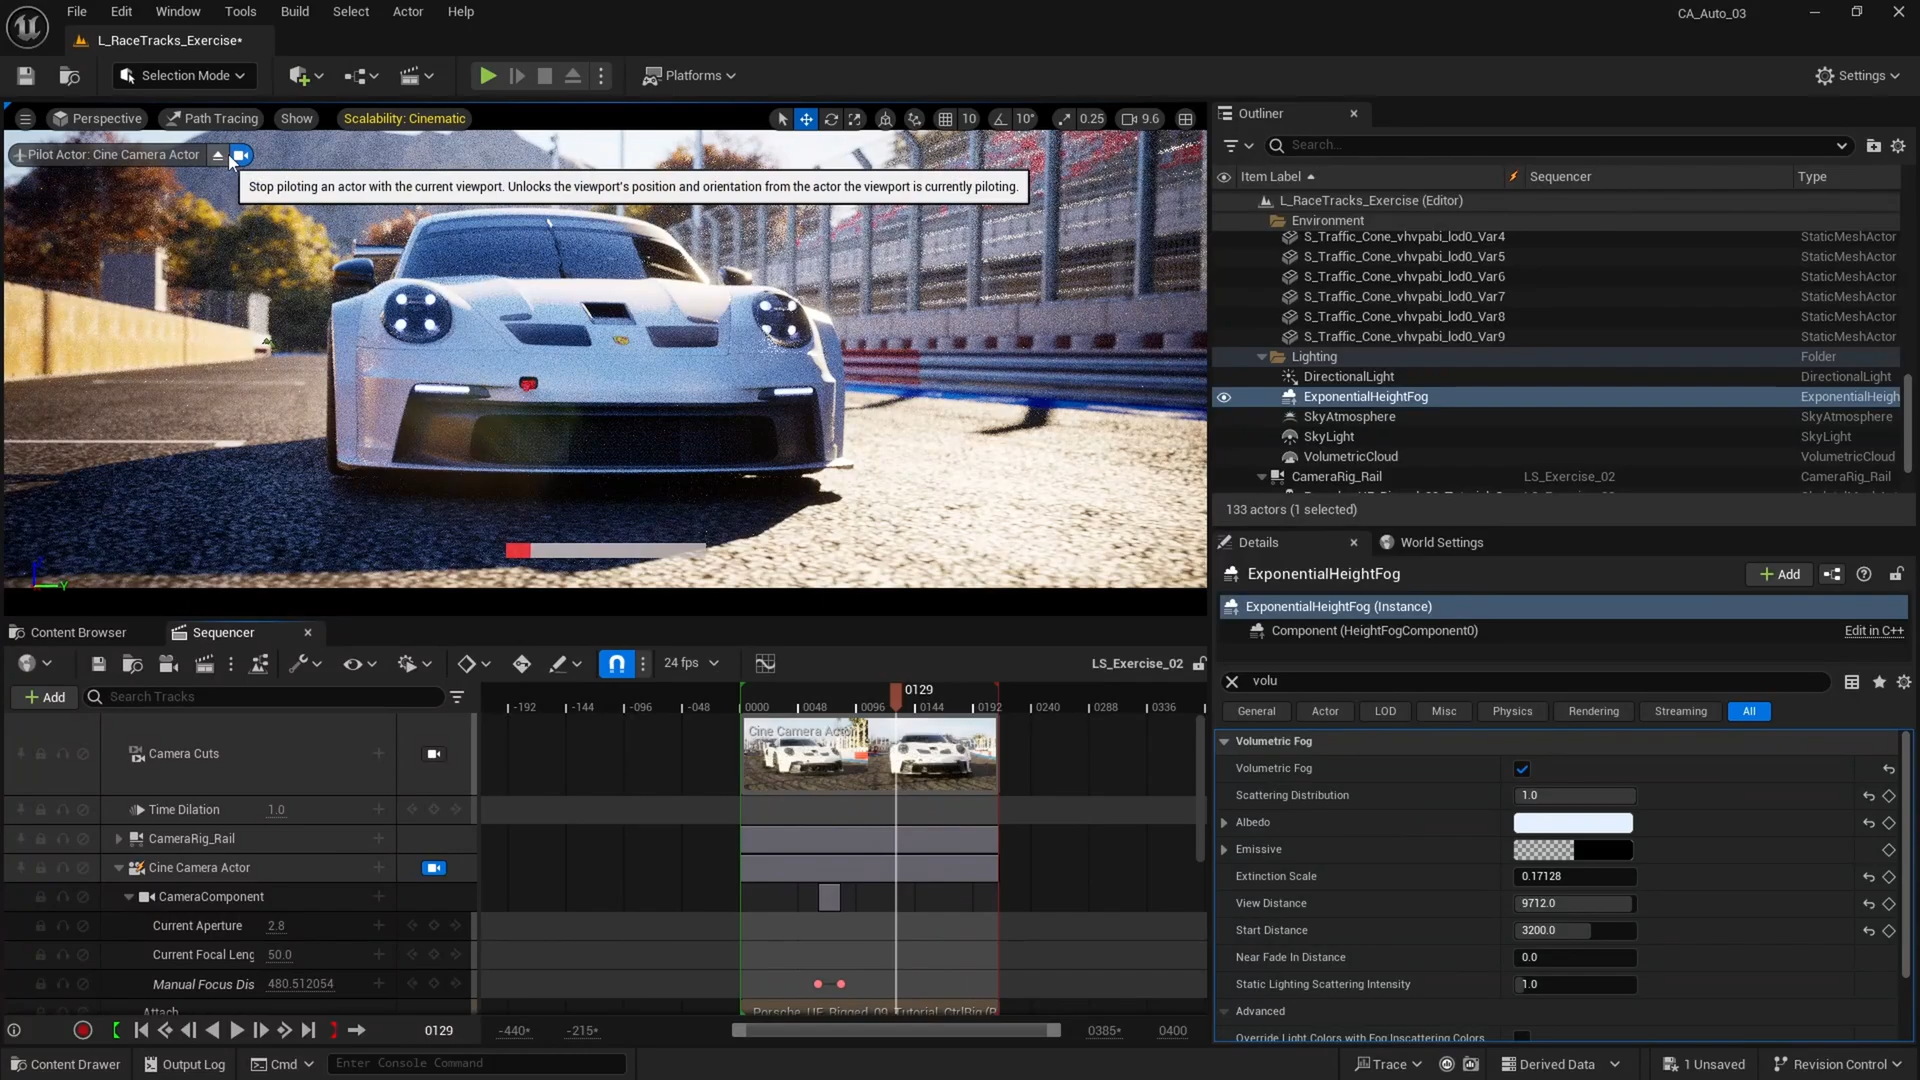 File Edit Window Tools Build Select Actor Help
CA_Auto_03
L_RaceTracks_Exercise*
Selection Mode
Platforms
Settings
Perspective Path Tracing Show Scalability: Cinematic
10 10° 0.25 9.6
Pilot Actor: Cine Camera Actor
Stop piloting an actor with the current viewport. Unlocks the viewport's position and orientation from the actor the viewport is currently piloting.
Outliner
Search...
Item Label Sequencer Type
L_RaceTracks_Exercise (Editor)
Environment
S_Traffic_Cone_vhvpabi_lod0_Var4 StaticMeshActor
S_Traffic_Cone_vhvpabi_lod0_Var5 StaticMeshActor
S_Traffic_Cone_vhvpabi_lod0_Var6 StaticMeshActor
S_Traffic_Cone_vhvpabi_lod0_Var7 StaticMeshActor
S_Traffic_Cone_vhvpabi_lod0_Var8 StaticMeshActor
S_Traffic_Cone_vhvpabi_lod0_Var9 StaticMeshActor
Lighting Folder
DirectionalLight DirectionalLight
ExponentialHeightFog ExponentialHeigh
SkyAtmosphere SkyAtmosphere
SkyLight SkyLight
VolumetricCloud VolumetricCloud
CameraRig_Rail LS_Exercise_02 CameraRig_Rail
133 actors (1 selected)
Details World Settings
ExponentialHeightFog
Add
ExponentialHeightFog (Instance)
Component (HeightFogComponent0) Edit in C++
volu
General Actor LOD Misc Physics Rendering Streaming All
Volumetric Fog
Volumetric Fog
Scattering Distribution 1.0
Albedo
Emissive
Extinction Scale 0.17128
View Distance 9712.0
Start Distance 3200.0
Near Fade In Distance 0.0
Static Lighting Scattering Intensity 1.0
Advanced
Override Light Colors with Fog Inscattering Colors
Content Browser Sequencer
24 fps
LS_Exercise_02
Add
Search Tracks
0129
-192 -144 -096 -048 0000 0048 0096 0144 0192 0240 0288 0336
Camera Cuts
Cine Camera Actor
Time Dilation 1.0
CameraRig_Rail
Cine Camera Actor
CameraComponent
Current Aperture 2.8
Current Focal Leng 50.0
Manual Focus Dis 480.512054
Attach
Porsche_UE_Rigged_09_Tutorial_CtrlRig
0129
-440* -215* 0385* 0400
Content Drawer Output Log Cmd Enter Console Command
Trace Derived Data 1 Unsaved Revision Control